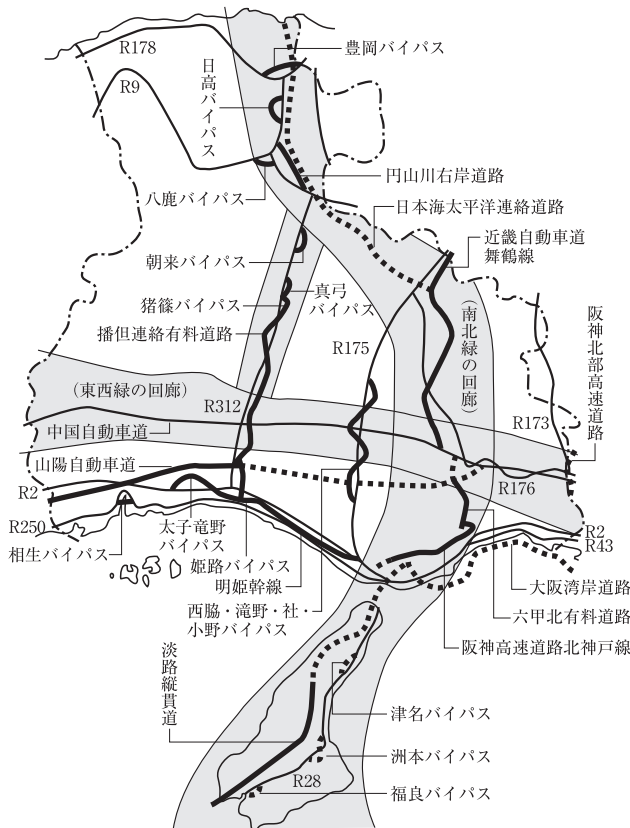 R178
豊岡バイパス
R9
日高バイパス
円山川右岸道路
八鹿バイパス
日本海太平洋連絡道路
近畿自動車道
舞鶴線
朝来バイパス
真弓
バイパス
猪篠バイパス
播但連絡有料道路
(南北緑の回廊)
阪神北部高速道路
R175
(東西緑の回廊)
R312
R173
中国自動車道
山陽自動車道
R2
R176
R250
太子竜野
バイパス
R2
R43
相生バイパス
姫路バイパス
明姫幹線
大阪湾岸道路
西脇・滝野・社・
小野バイパス
六甲北有料道路
阪神高速道路北神戸線
淡路縦貫道
津名バイパス
洲本バイパス
R28
福良バイパス